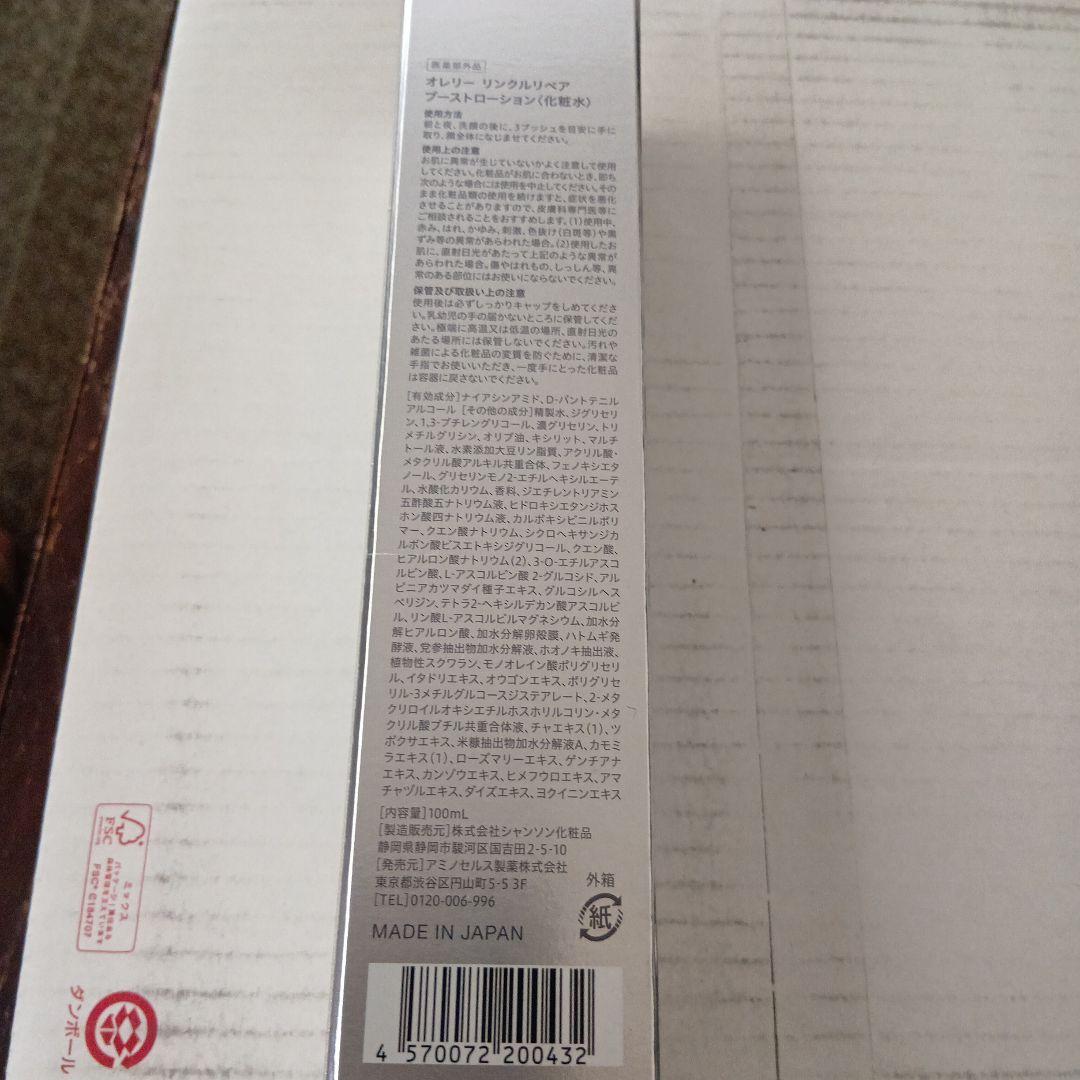 医薬部外品
オレリー リンクルリペア
ブーストローション〈化粧水〉
使用方法
朝と夜、洗顔の後に、3プッシュを目安に手に
取り、顔全体になじませてください。
使用上の注意
お肌に異常が生じていないかよく注意して使用
してください。化粧品がお肌に合わないとき、即ち
次のような場合には使用を中止してください。その
まま化粧品類の使用を続けますと、症状を悪化
させることがありますので、皮膚科専門医等に
ご相談されることをおすすめします。(1)使用中、
赤み、はれ、かゆみ、刺激、色抜け(白斑等)や黒
ずみ等の異常があらわれた場合。(2)使用したお
肌に、直射日光があたって上記のような異常が
あらわれた場合。傷やはれもの、しっしん等、異
常のある部位にはお使いにならないでください。
保管及び取扱い上の注意
使用後は必ずしっかりキャップをしめてくださ
い。乳幼児の手の届かないところに保管してくだ
さい。極端に高温又は低温の場所、直射日光の
あたる場所には保管しないでください。汚れや
雑菌による化粧品の変質を防ぐために、清潔な
手指でお使いいただき、一度手にとった化粧品
は容器に戻さないでください。
[有効成分]ナイアシンアミド、D-パントテニル
アルコール [その他の成分]精製水、ジグリセリ
ン、1,3-ブチレングリコール、濃グリセリン、トリ
メチルグリシン、オリブ油、キシリット、マルチ
トール液、水素添加大豆リン脂質、アクリル酸・
メタクリル酸アルキル共重合体、フェノキシエタ
ノール、グリセリンモノ2-エチルヘキシルエーテ
ル、水酸化カリウム、香料、ジエチレントリアミン
五酢酸五ナトリウム液、ヒドロキシエタンジホス
ホン酸四ナトリウム液、カルボキシビニルポリ
マー、クエン酸ナトリウム、シクロヘキサンジカ
ルボン酸ビスエトキシジグリコール、クエン酸、
ヒアルロン酸ナトリウム(2)、3-O-エチルアスコ
ルビン酸、L-アスコルビン酸 2-グルコシド、アル
ピニアカツマダイ種子エキス、グルコシルヘス
ペリジン、テトラ2-ヘキシルデカン酸アスコルビ
ル、リン酸L-アスコルビルマグネシウム、加水分
解ヒアルロン酸、加水分解卵殻膜、ハトムギ発
酵液、党参抽出物加水分解液、ホオノキ抽出液、
植物性スクワラン、モノオレイン酸ポリグリセリ
ル、イタドリエキス、オウゴンエキス、ポリグリセ
リル-3メチルグルコースジステアレート、2-メタ
クリロイルオキシエチルホスホリルコリン・メタ
クリル酸ブチル共重合体液、チャエキス(1)、ツ
ボクサエキス、米糠抽出物加水分解液A、カモミ
ラエキス(1)、ローズマリーエキス、ゲンチアナ
エキス、カンゾウエキス、ヒメフウロエキス、アマ
チャヅルエキス、ダイズエキス、ヨクイニンエキス
[内容量]100mL
[製造販売元]株式会社シャンソン化粧品
静岡県静岡市駿河区国吉田2-5-10
[発売元]アミノセルス製薬株式会社
東京都渋谷区円山町5-5 3F
[TEL]0120-006-996
外箱
紙
MADE IN JAPAN
4 570072 200432
FSC
ミックス
FSC® C184707
ダンボール